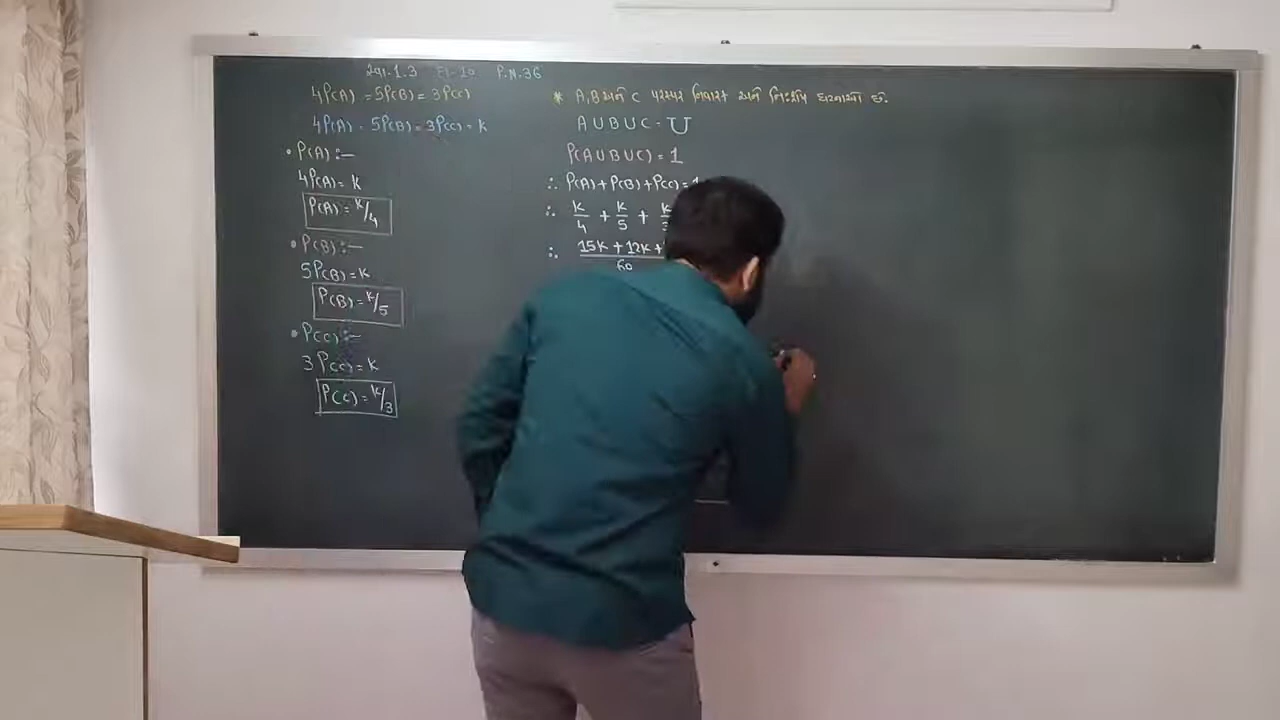 સ્વા.1.3 દા-10 P.N.36
4P(A) = 5P(B) = 3P(C)
4P(A) = 5P(B) = 3P(C) = K
• P(A) :—
4P(A) = K
P(A) = K/4
• P(B) :—
5P(B) = K
P(B) = K/5
• P(C) :—
3P(C) = K
P(C) = K/3
* A, B અને C પરસ્પર નિવારક અને નિઃશેષ ઘટનાઓ છે.
A U B U C = U
P(A U B U C) = 1
∴ P(A) + P(B) + P(C) = 1
∴ K/4 + K/5 + K/3
∴ 15K + 12K +
60